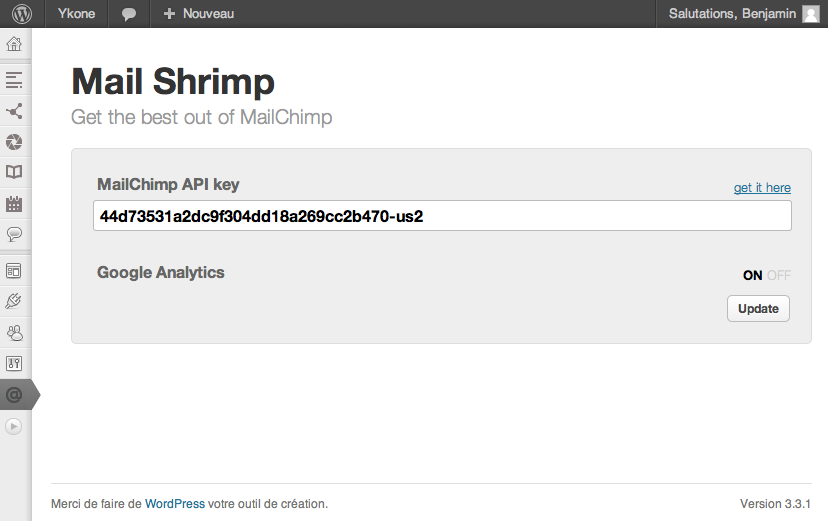 Ykone
Nouveau
Salutations, Benjamin
Mail Shrimp
Get the best out of MailChimp
MailChimp API key
get it here
44d73531a2dc9f304dd18a269cc2b470-us2
Google Analytics
ON OFF
Update
Merci de faire de WordPress votre outil de création.
Version 3.3.1